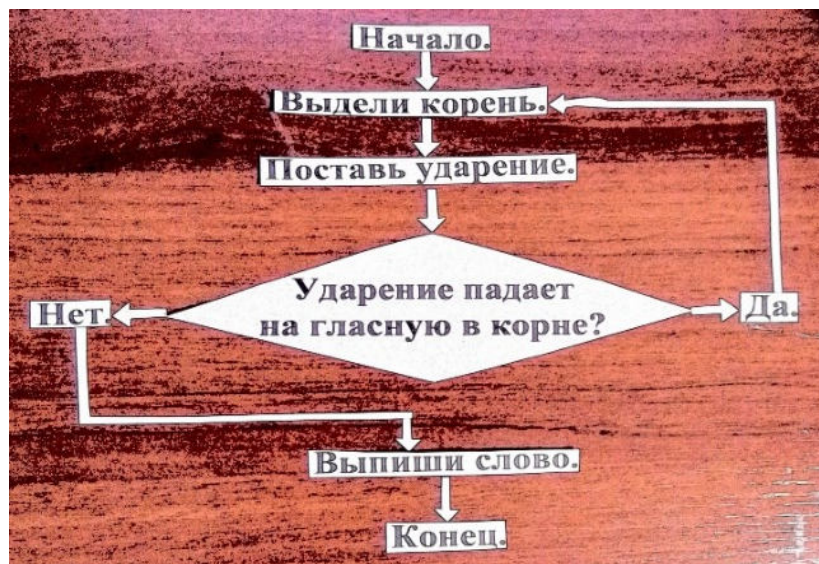 Начало.
Выдели корень.
Поставь ударение.
Ударение падает
на гласную в корне?
Нет.
Да.
Выпиши слово.
Конец.